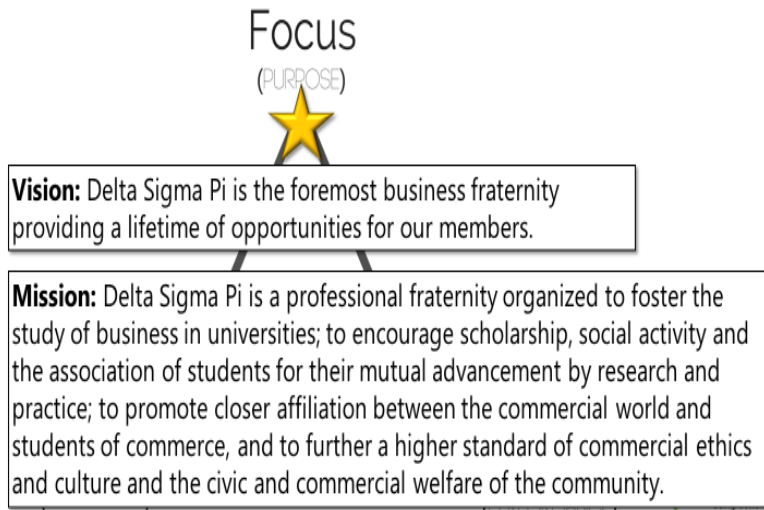 Focus
(PURPOSE)
Vision: Delta Sigma Pi is the foremost business fraternity
providing a lifetime of opportunities for our members.
Mission: Delta Sigma Pi is a professional fraternity organized to foster the
study of business in universities; to encourage scholarship, social activity and
the association of students for their mutual advancement by research and
practice; to promote closer affiliation between the commercial world and
students of commerce, and to further a higher standard of commercial ethics
and culture and the civic and commercial welfare of the community.